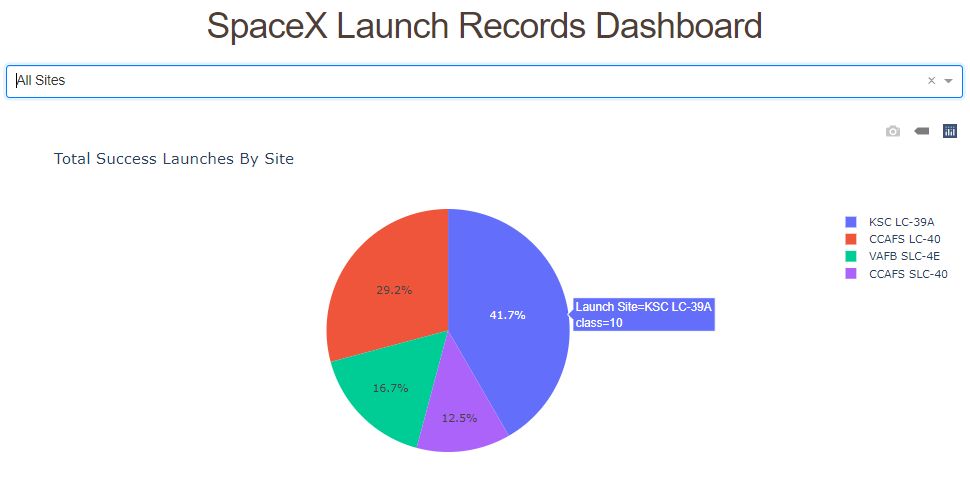 SpaceX Launch Records Dashboard
All Sites
Total Success Launches By Site
KSC LC-39A
CCAFS LC-40
VAFB SLC-4E
CCAFS SLC-40
29.2%
41.7%
Launch Site=KSC LC-39A
class=10
16.7%
12.5%